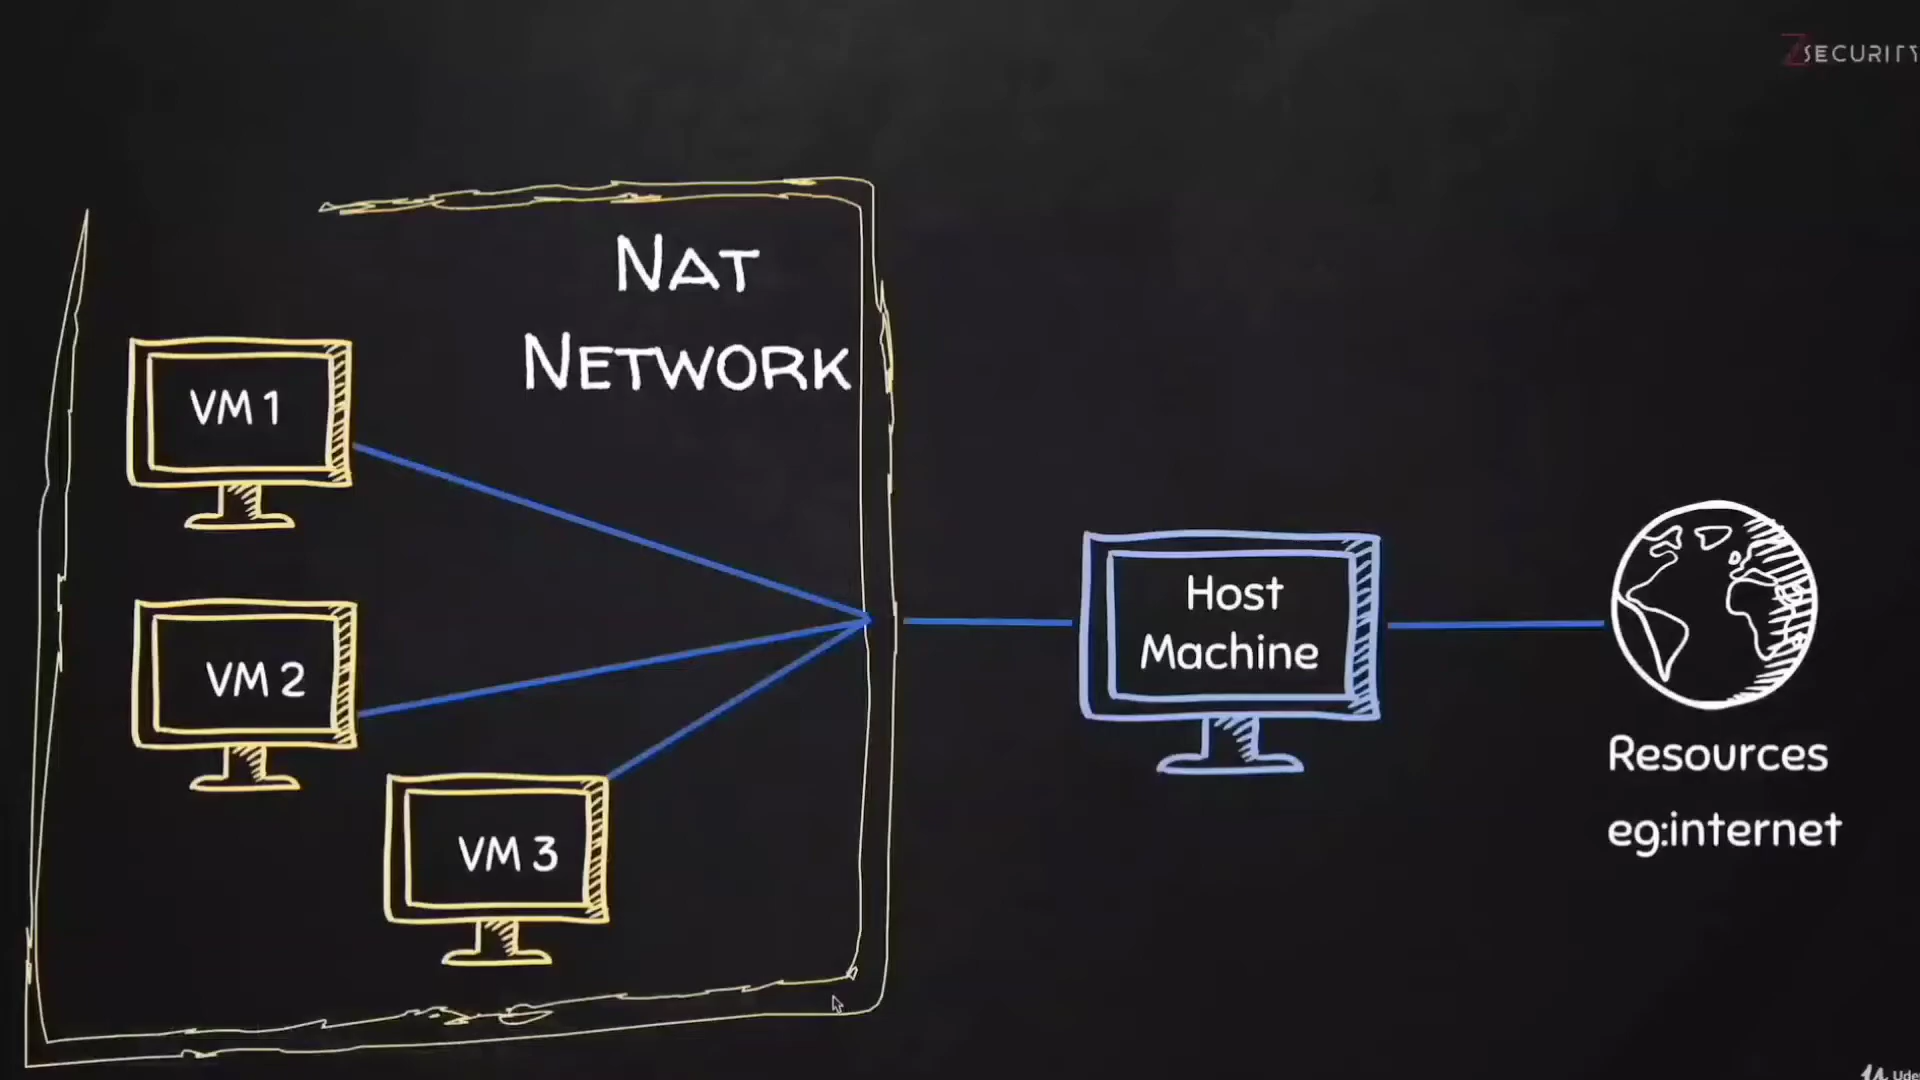 ZSECURITY
NAT
NETWORK
VM 1
VM 2
VM 3
Host
Machine
Resources
eg:internet